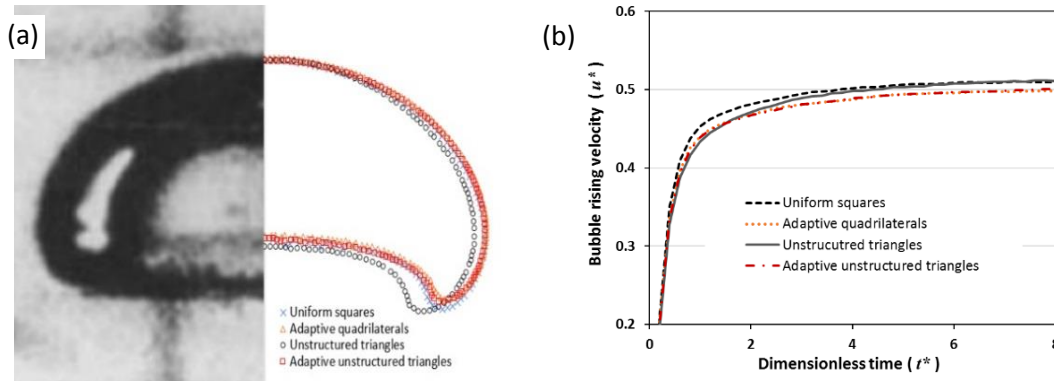 (a)
Uniform squares
Adaptive quadrilaterals
Unstructured triangles
Adaptive unstructured triangles
(b)
Bubble rising velocity ( u* )
0.6
0.5
0.4
0.3
0.2
Uniform squares
Adaptive quadrilaterals
Unstrucutred triangles
Adaptive unstructured triangles
0 2 4 6 8
Dimensionless time ( t* )